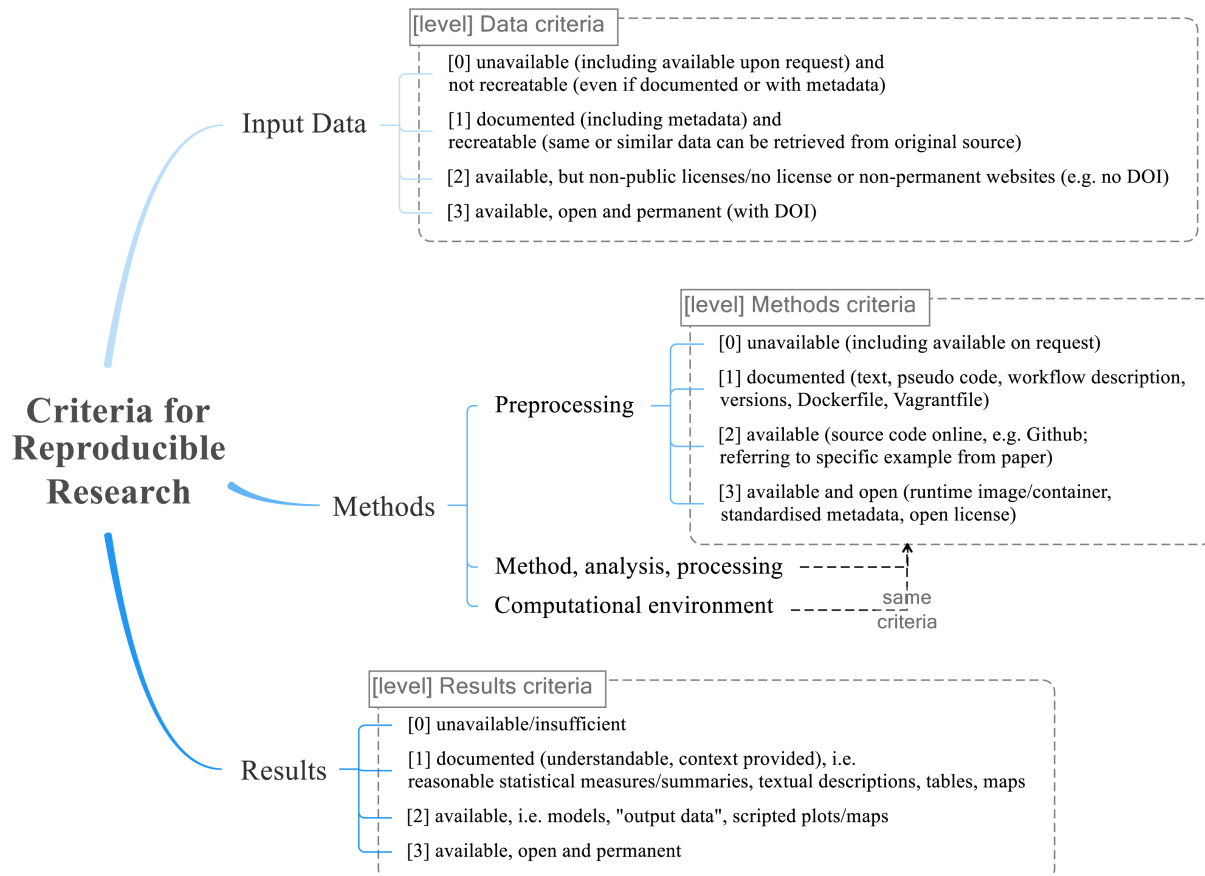 [level] Data criteria
[0] unavailable (including available upon request) and
not recreatable (even if documented or with metadata)
Input Data
[1] documented (including metadata) and
recreatable (same or similar data can be retrieved from original source)
[2] available, but non-public licenses/no license or non-permanent websites (e.g. no DOI)
[3] available, open and permanent (with DOI)
[level] Methods criteria
[0] unavailable (including available on request)
[1] documented (text, pseudo code, workflow description,
versions, Dockerfile, Vagrantfile)
Preprocessing
[2] available (source code online, e.g. Github;
referring to specific example from paper)
[3] available and open (runtime image/container,
standardised metadata, open license)
Criteria for
Reproducible
Research
Methods
Method, analysis, processing
Computational environment
same
criteria
[level] Results criteria
[0] unavailable/insufficient
[1] documented (understandable, context provided), i.e.
reasonable statistical measures/summaries, textual descriptions, tables, maps
Results
[2] available, i.e. models, "output data", scripted plots/maps
[3] available, open and permanent